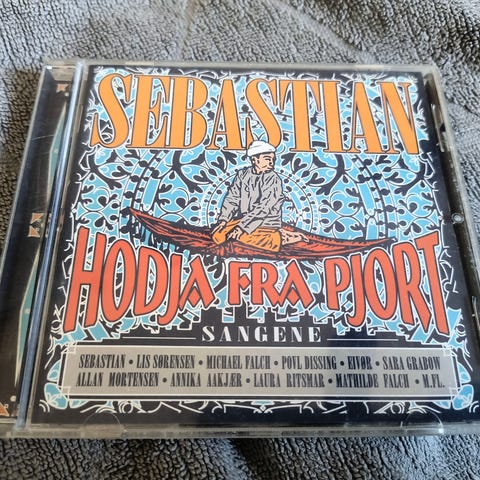 SEBASTIAN
HODJA FRA PJORT
SANGENE
SEBASTIAN • LIS SØRENSEN • MICHAEL FALCH • POVL DISSING • EIVØR • SARA GRABOW
ALLAN MORTENSEN • ANNIKA AAKJÆR • LAURA RITSMAR • MATHILDE FALCH • M.FL.